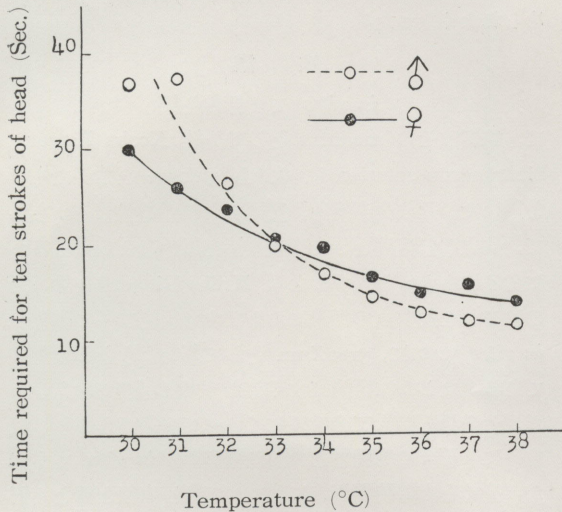 Time required for ten strokes of head (Sec.)
40
30
20
10
♂
♀
30 31 32 33 34 35 36 37 38
Temperature (°C)